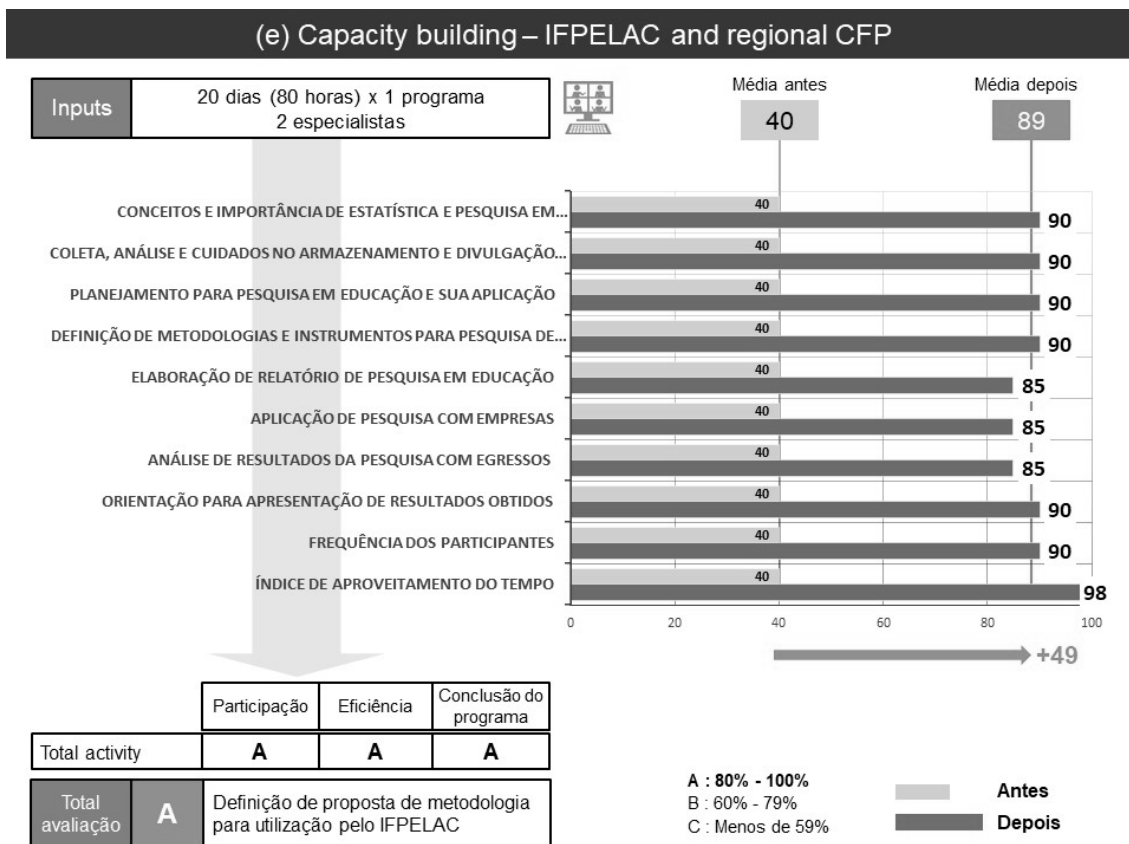 (e) Capacity building – IFPELAC and regional CFP
Inputs
20 dias (80 horas) x 1 programa
2 especialistas
Média antes
40
Média depois
89
CONCEITOS E IMPORTÂNCIA DE ESTATÍSTICA E PESQUISA EM...
40
90
COLETA, ANÁLISE E CUIDADOS NO ARMAZENAMENTO E DIVULGAÇÃO...
40
90
PLANEJAMENTO PARA PESQUISA EM EDUCAÇÃO E SUA APLICAÇÃO
40
90
DEFINIÇÃO DE METODOLOGIAS E INSTRUMENTOS PARA PESQUISA DE...
40
90
ELABORAÇÃO DE RELATÓRIO DE PESQUISA EM EDUCAÇÃO
40
85
APLICAÇÃO DE PESQUISA COM EMPRESAS
40
85
ANÁLISE DE RESULTADOS DA PESQUISA COM EGRESSOS
40
85
ORIENTAÇÃO PARA APRESENTAÇÃO DE RESULTADOS OBTIDOS
40
90
FREQUÊNCIA DOS PARTICIPANTES
40
90
ÍNDICE DE APROVEITAMENTO DO TEMPO
40
98
0 20 40 60 80 100
+49
Participação Eficiência Conclusão do programa
Total activity A A A
Total avaliação
A
Definição de proposta de metodologia
para utilização pelo IFPELAC
A : 80% - 100%
B : 60% - 79%
C : Menos de 59%
Antes
Depois